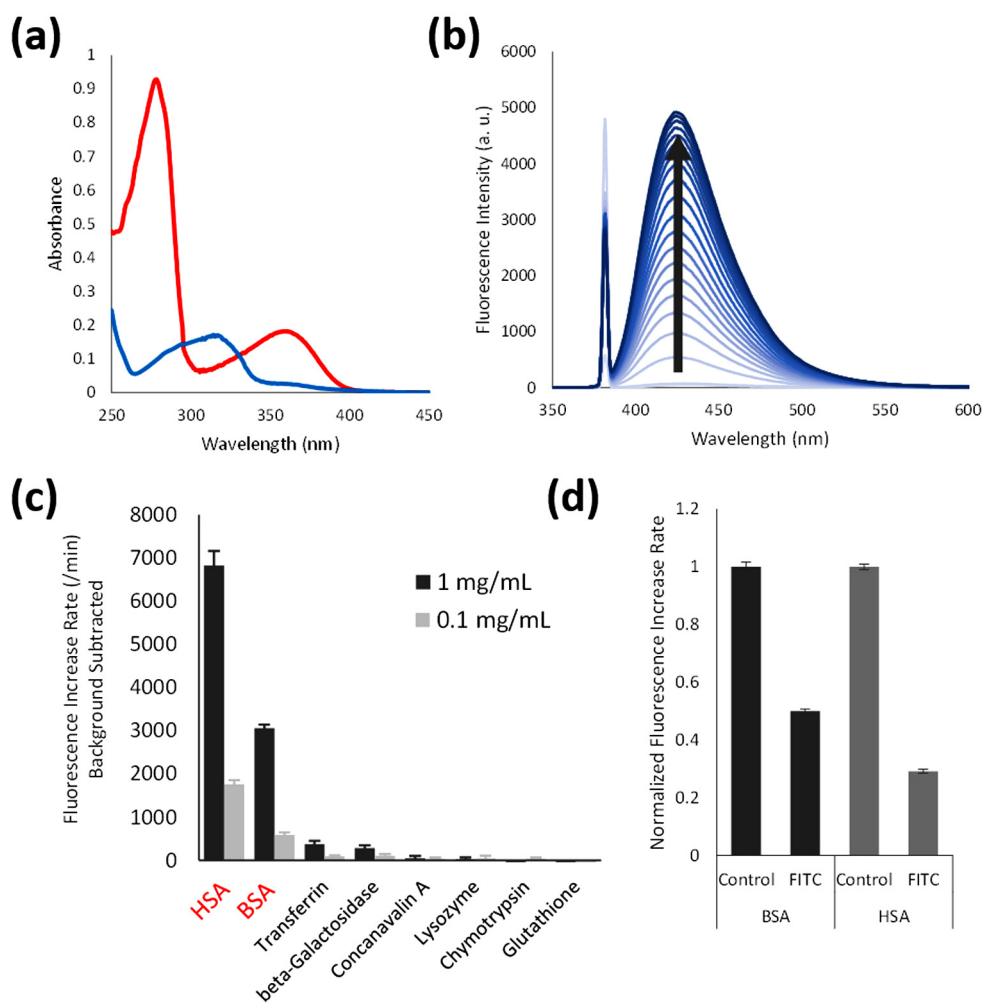 (a)
Absorbance
1
0.9
0.8
0.7
0.6
0.5
0.4
0.3
0.2
0.1
0
250
300
350
400
450
Wavelength (nm)
(b)
Fluorescence Intensity (a. u.)
6000
5000
4000
3000
2000
1000
0
350
400
450
500
550
600
Wavelength (nm)
(c)
Fluorescence Increase Rate (/min)
Background Subtracted
8000
7000
6000
5000
4000
3000
2000
1000
0
1 mg/mL
0.1 mg/mL
HSA
BSA
Transferrin
beta-Galactosidase
Concanavalin A
Lysozyme
Chymotrypsin
Glutathione
(d)
Normalized Fluorescence Increase Rate
1.2
1
0.8
0.6
0.4
0.2
0
Control
FITC
Control
FITC
BSA
HSA